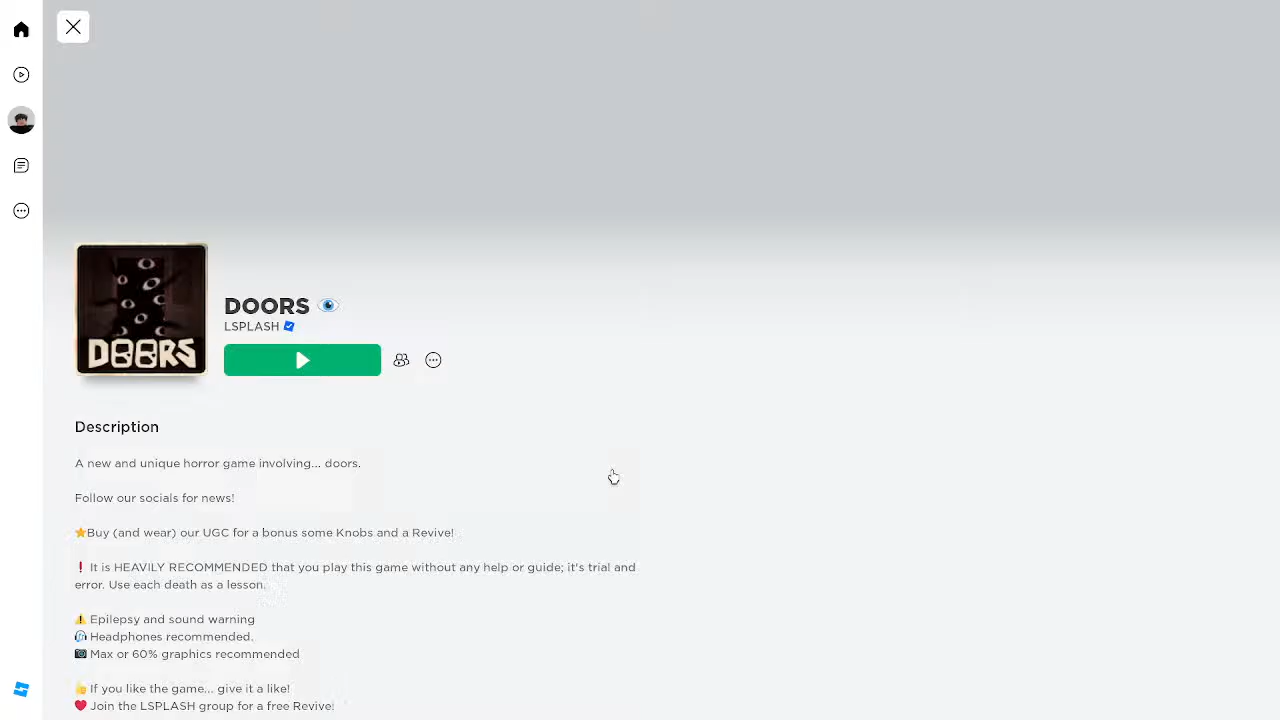 DOORS
DOORS 👁
LSPLASH
Description
A new and unique horror game involving... doors.
Follow our socials for news!
⭐Buy (and wear) our UGC for a bonus some Knobs and a Revive!
❗ It is HEAVILY RECOMMENDED that you play this game without any help or guide; it's trial and
error. Use each death as a lesson.
⚠️ Epilepsy and sound warning
🎧 Headphones recommended.
📷 Max or 60% graphics recommended
👍 If you like the game... give it a like!
❤️ Join the LSPLASH group for a free Revive!